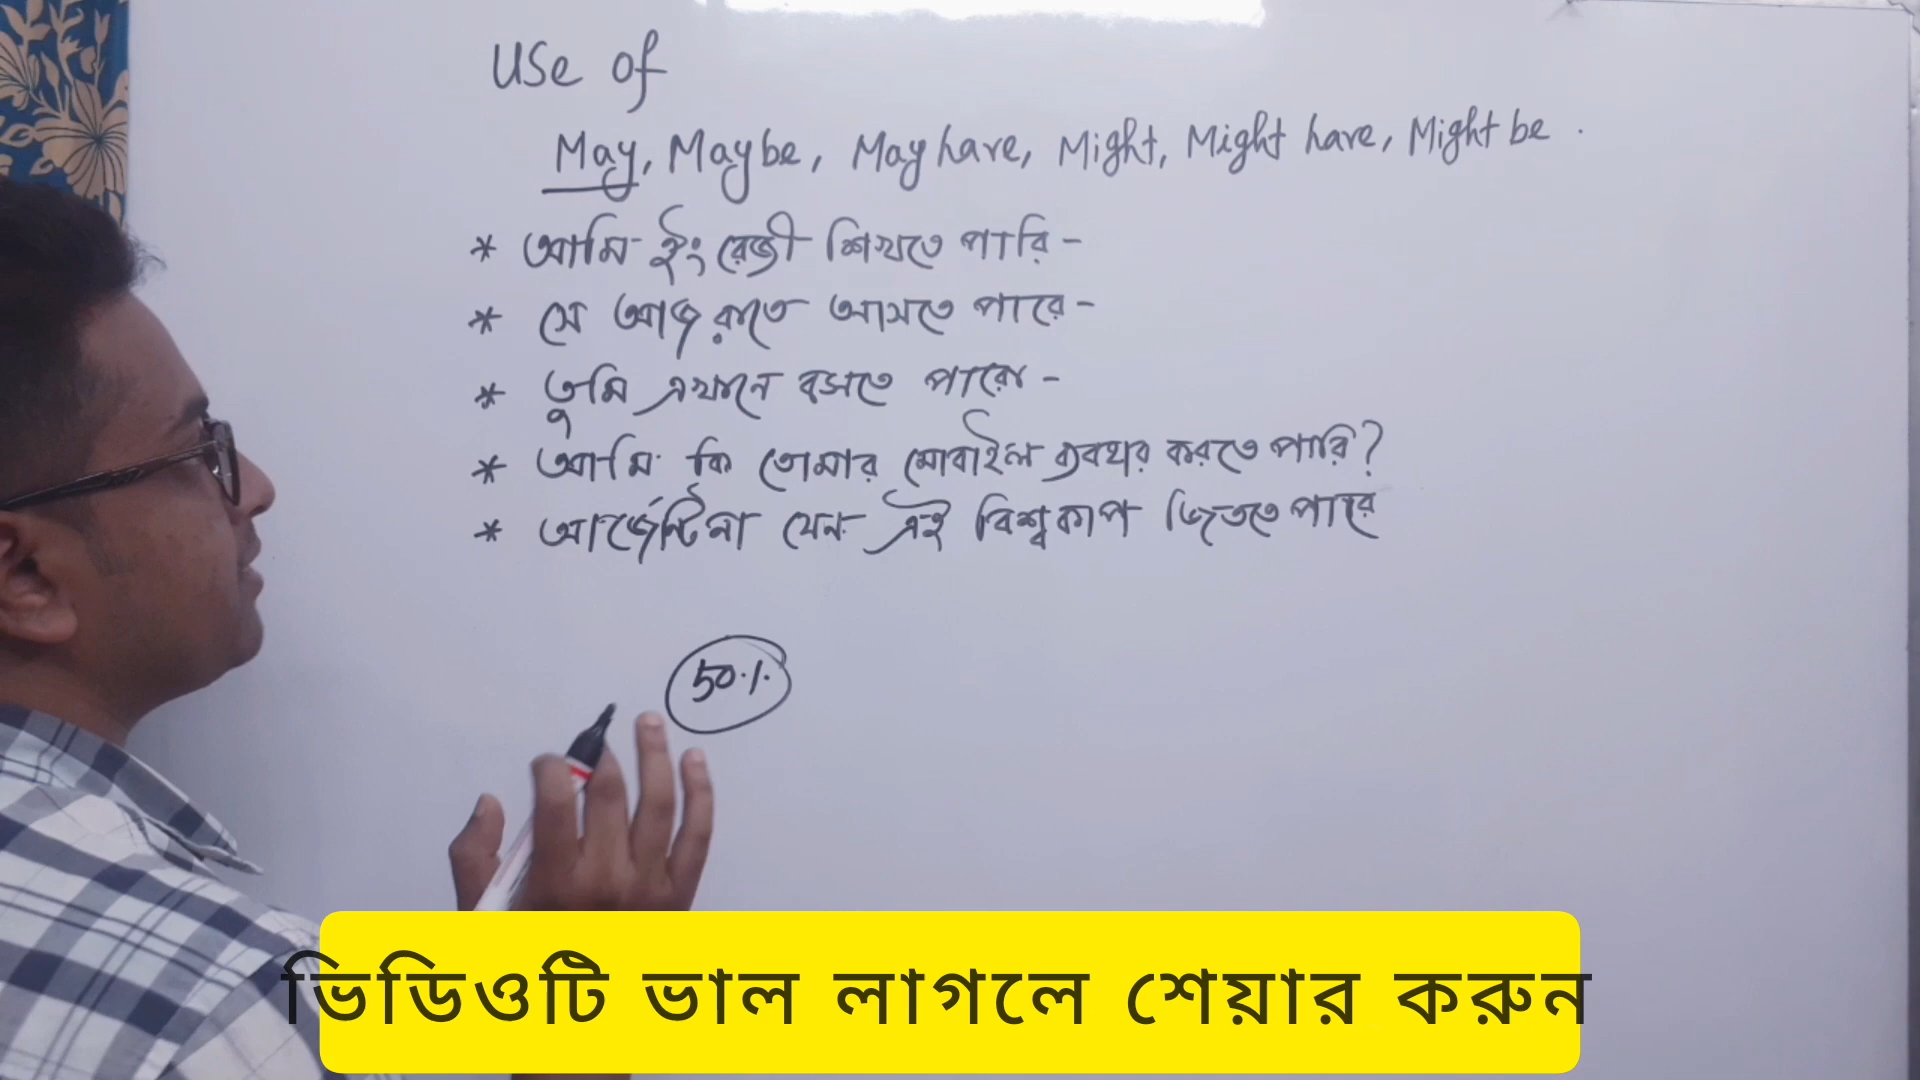 Use of
May, Maybe, May have, Might, Might have, Might be .
* আমি ইংরেজী শিখতে পারি -
* সে আজ রাতে আসতে পারে -
* তুমি এখানে বসতে পারো -
* আমি কি তোমার মোবাইল ব্যবহার করতে পারি?
* আর্জেন্টিনা যেন এই বিশ্বকাপ জিততে পারে
50%
ভিডিওটি ভাল লাগলে শেয়ার করুন